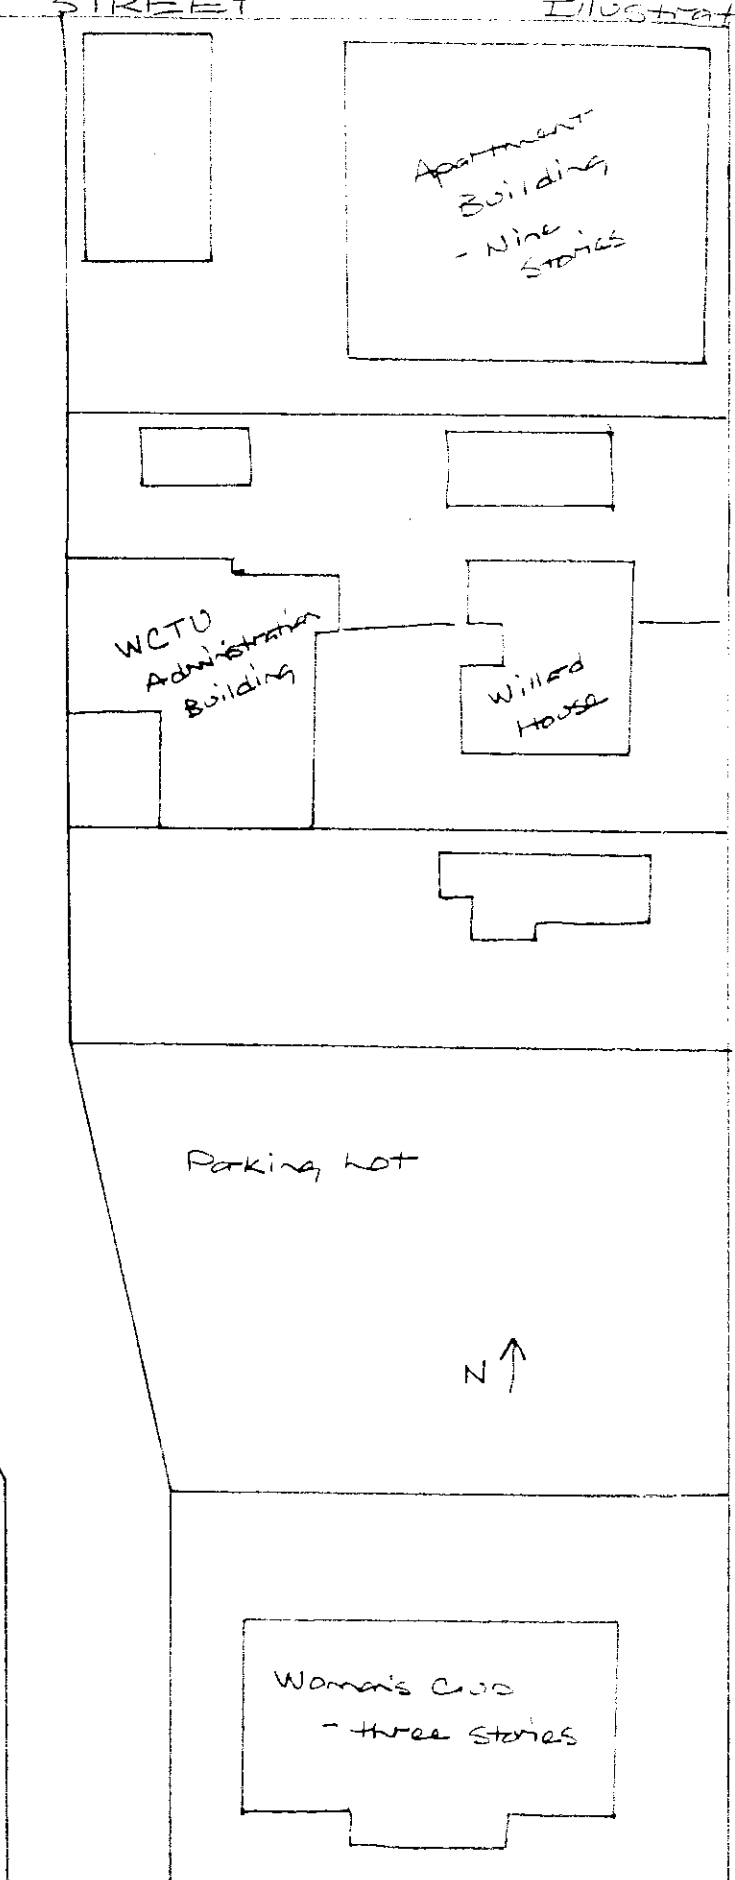 STREET
Illustrat
Apartment
Building
- Nine
Stories
WCTU
Administration
Building
Willard
House
Parking Lot
N
Woman's Club
- three stories